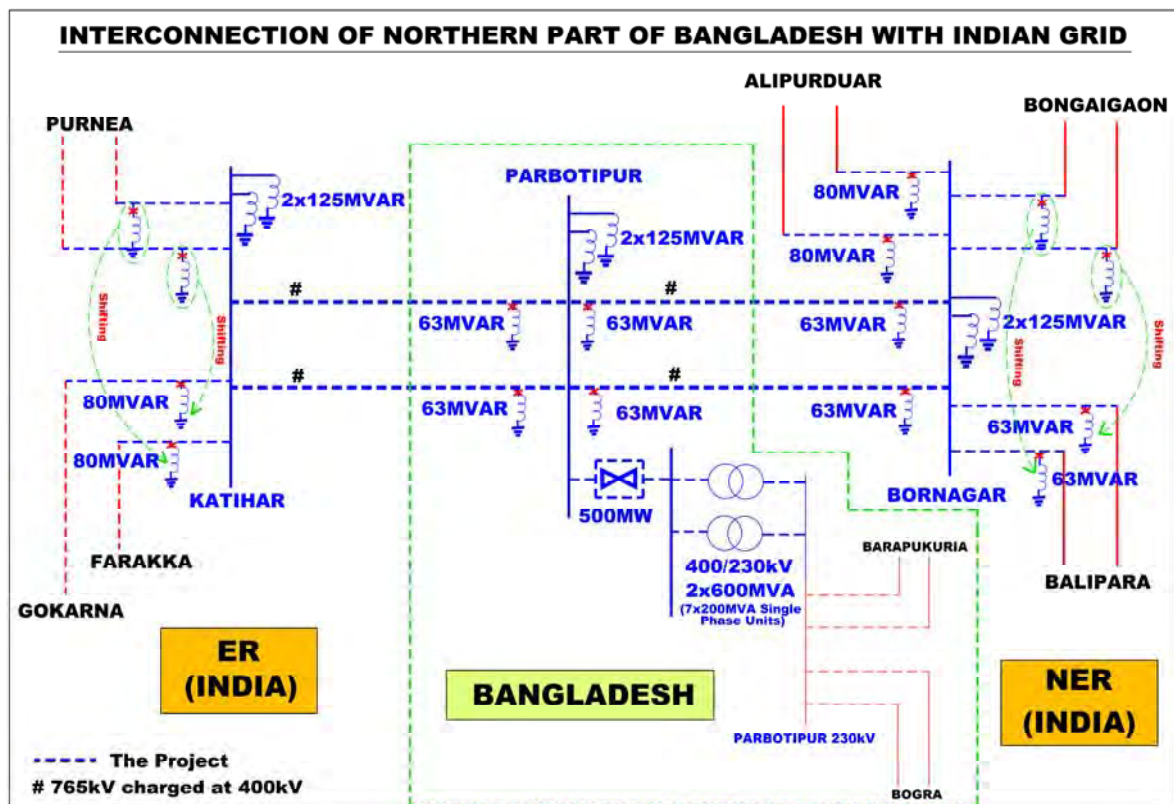 INTERCONNECTION OF NORTHERN PART OF BANGLADESH WITH INDIAN GRID
ALIPURDUAR
BONGAIGAON
PURNEA
PARBOTIPUR
2x125MVAR
80MVAR
2x125MVAR
80MVAR
#
#
63MVAR
63MVAR
63MVAR
2x125MVAR
Shifting
Shifting
Shifting
Shifting
#
#
80MVAR
63MVAR
63MVAR
63MVAR
63MVAR
80MVAR
63MVAR
KATIHAR
BORNAGAR
500MW
FARAKKA
GOKARNA
400/230kV
2x600MVA
(7x200MVA Single
Phase Units)
BARAPUKURIA
BALIPARA
ER
(INDIA)
BANGLADESH
NER
(INDIA)
PARBOTIPUR 230kV
BOGRA
The Project
# 765kV charged at 400kV